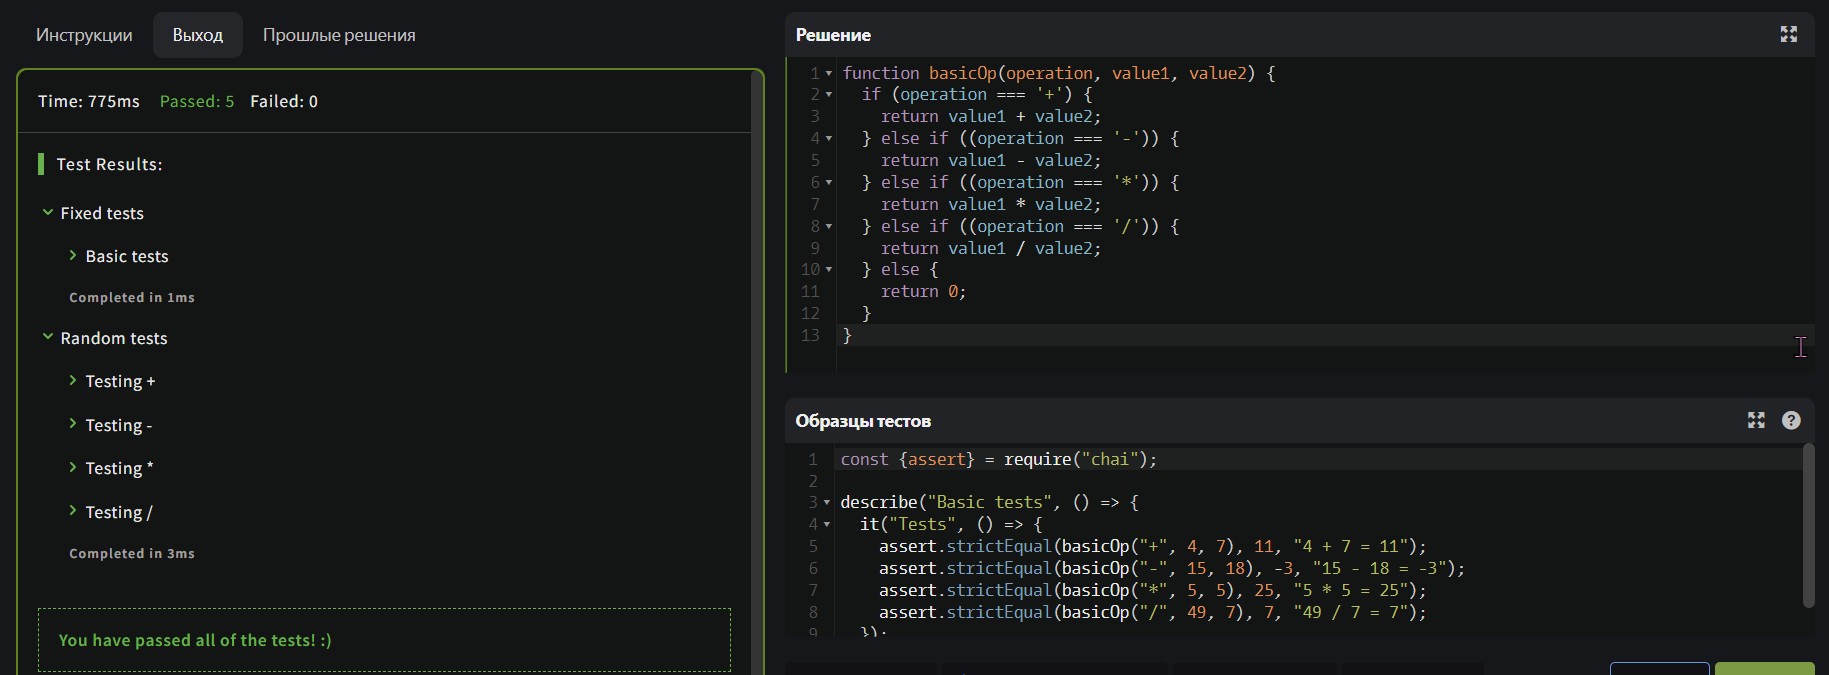 Инструкции Выход Прошлые решения
Time: 775ms Passed: 5 Failed: 0
Test Results:
Fixed tests
Basic tests
Completed in 1ms
Random tests
Testing +
Testing -
Testing *
Testing /
Completed in 3ms
You have passed all of the tests! :)
Решение
1 function basicOp(operation, value1, value2) {
2 if (operation === '+') {
3 return value1 + value2;
4 } else if ((operation === '-')) {
5 return value1 - value2;
6 } else if ((operation === '*')) {
7 return value1 * value2;
8 } else if ((operation === '/')) {
9 return value1 / value2;
10 } else {
11 return 0;
12 }
13 }
Образцы тестов
1 const {assert} = require("chai");
2
3 describe("Basic tests", () => {
4 it("Tests", () => {
5 assert.strictEqual(basicOp("+", 4, 7), 11, "4 + 7 = 11");
6 assert.strictEqual(basicOp("-", 15, 18), -3, "15 - 18 = -3");
7 assert.strictEqual(basicOp("*", 5, 5), 25, "5 * 5 = 25");
8 assert.strictEqual(basicOp("/", 49, 7), 7, "49 / 7 = 7");
9 });